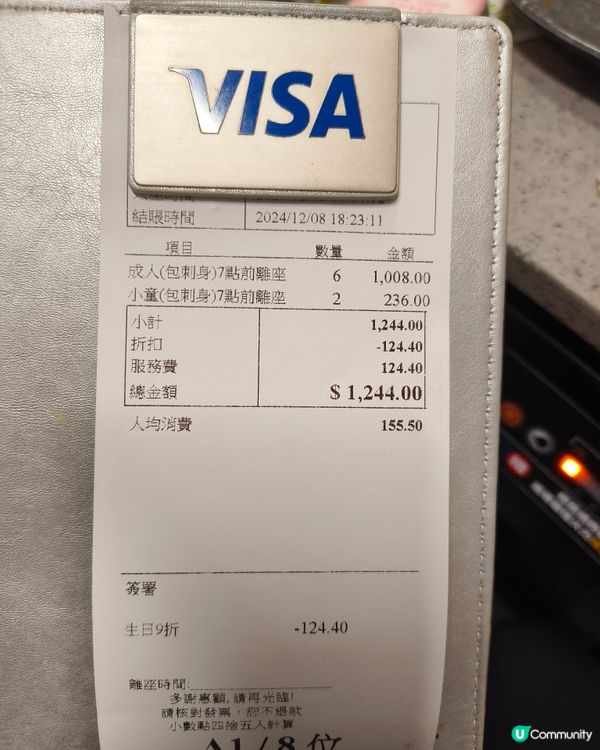 VISA
結賬時間 2024/12/08 18:23:11
項目 數量 金額
成人(包刺身)7點前離座 6 1,008.00
小童(包刺身)7點前離座 2 236.00
小計 1,244.00
折扣 -124.40
服務費 124.40
總金額 $ 1,244.00
人均消費 155.50
簽署
生日9折 -124.40
離座時間:
多謝惠顧,請再光臨!
請核對發票，恕不退款
小數點四捨五入計算
A1 / 8 位
U Community